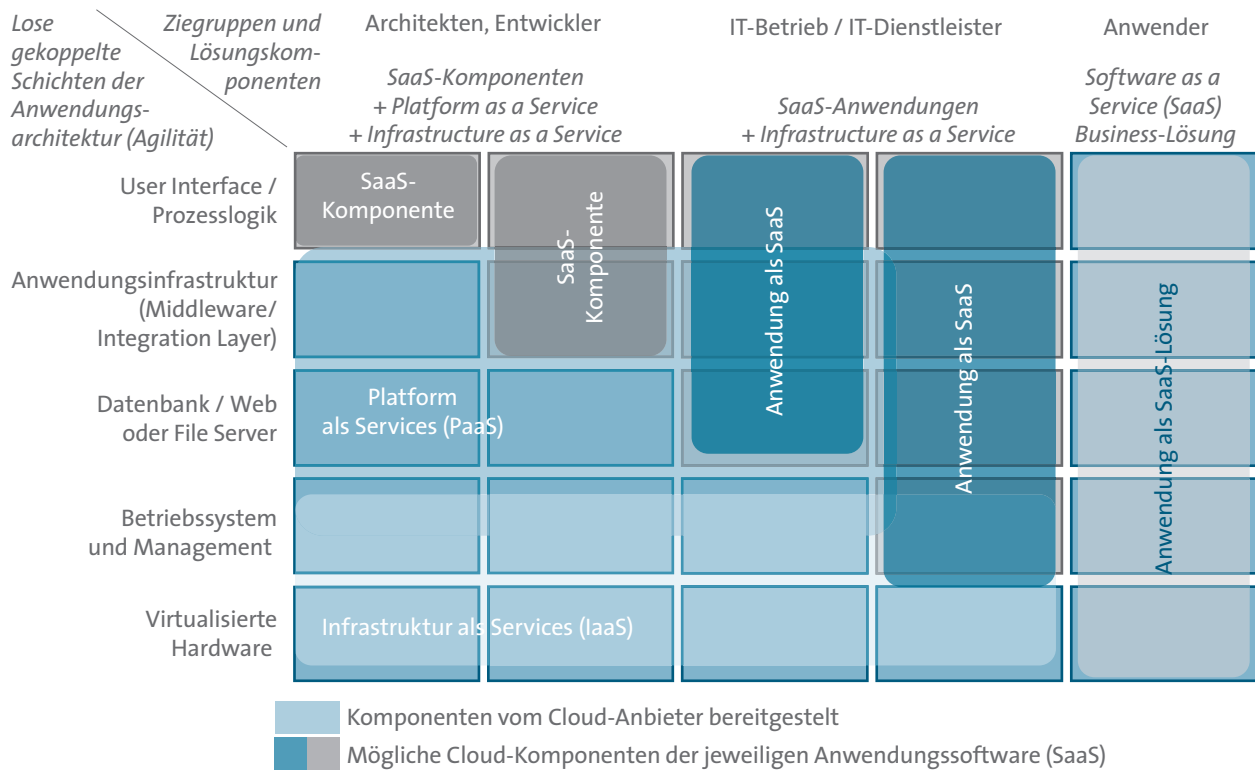 Lose
gekoppelte
Schichten der
Anwendungs-
architektur (Agilität)
Ziegruppen und
Lösungskom-
ponenten
Architekten, Entwickler
IT-Betrieb / IT-Dienstleister
Anwender
SaaS-Komponenten
+ Platform as a Service
+ Infrastructure as a Service
SaaS-Anwendungen
+ Infrastructure as a Service
Software as a
Service (SaaS)
Business-Lösung
User Interface /
Prozesslogik
SaaS-
Komponente
SaaS-
Komponente
Anwendung als SaaS
Anwendung als SaaS
Anwendung als SaaS-Lösung
Anwendungsinfrastruktur
(Middleware/
Integration Layer)
Datenbank / Web
oder File Server
Platform
als Services (PaaS)
Betriebssystem
und Management
Virtualisierte
Hardware
Infrastruktur als Services (IaaS)
Komponenten vom Cloud-Anbieter bereitgestelt
Mögliche Cloud-Komponenten der jeweiligen Anwendungssoftware (SaaS)